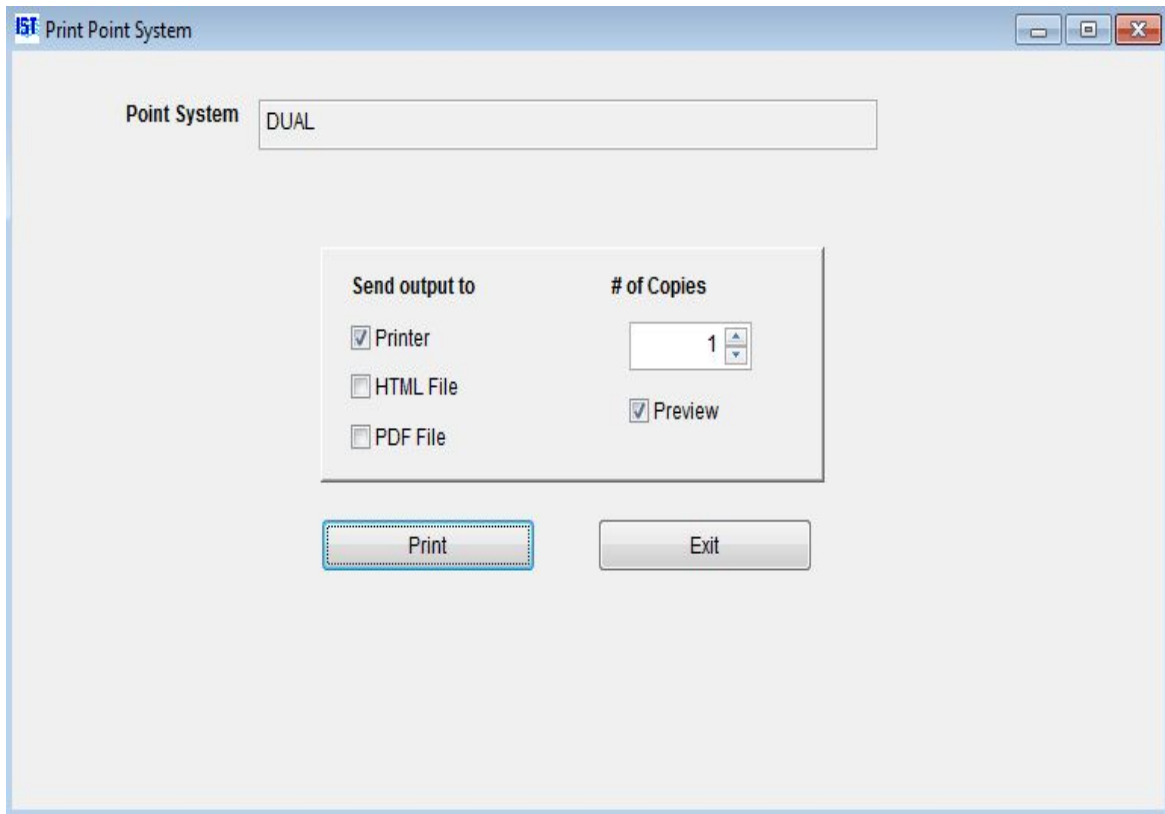 IST Print Point System
Point System DUAL
Send output to # of Copies
Printer 1
HTML File
Preview
PDF File
Print Exit